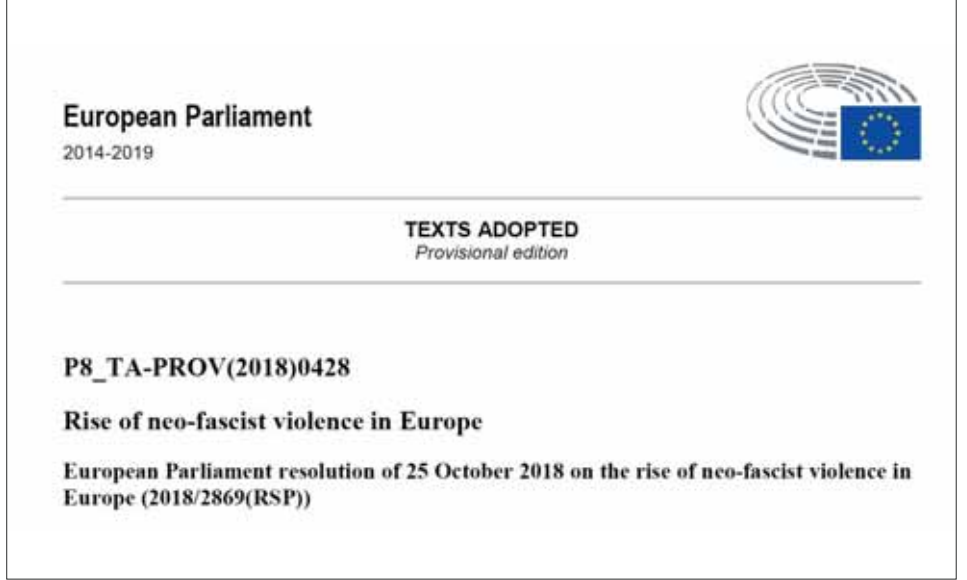 European Parliament
2014-2019
TEXTS ADOPTED
Provisional edition
P8_TA-PROV(2018)0428
Rise of neo-fascist violence in Europe
European Parliament resolution of 25 October 2018 on the rise of neo-fascist violence in
Europe (2018/2869(RSP))